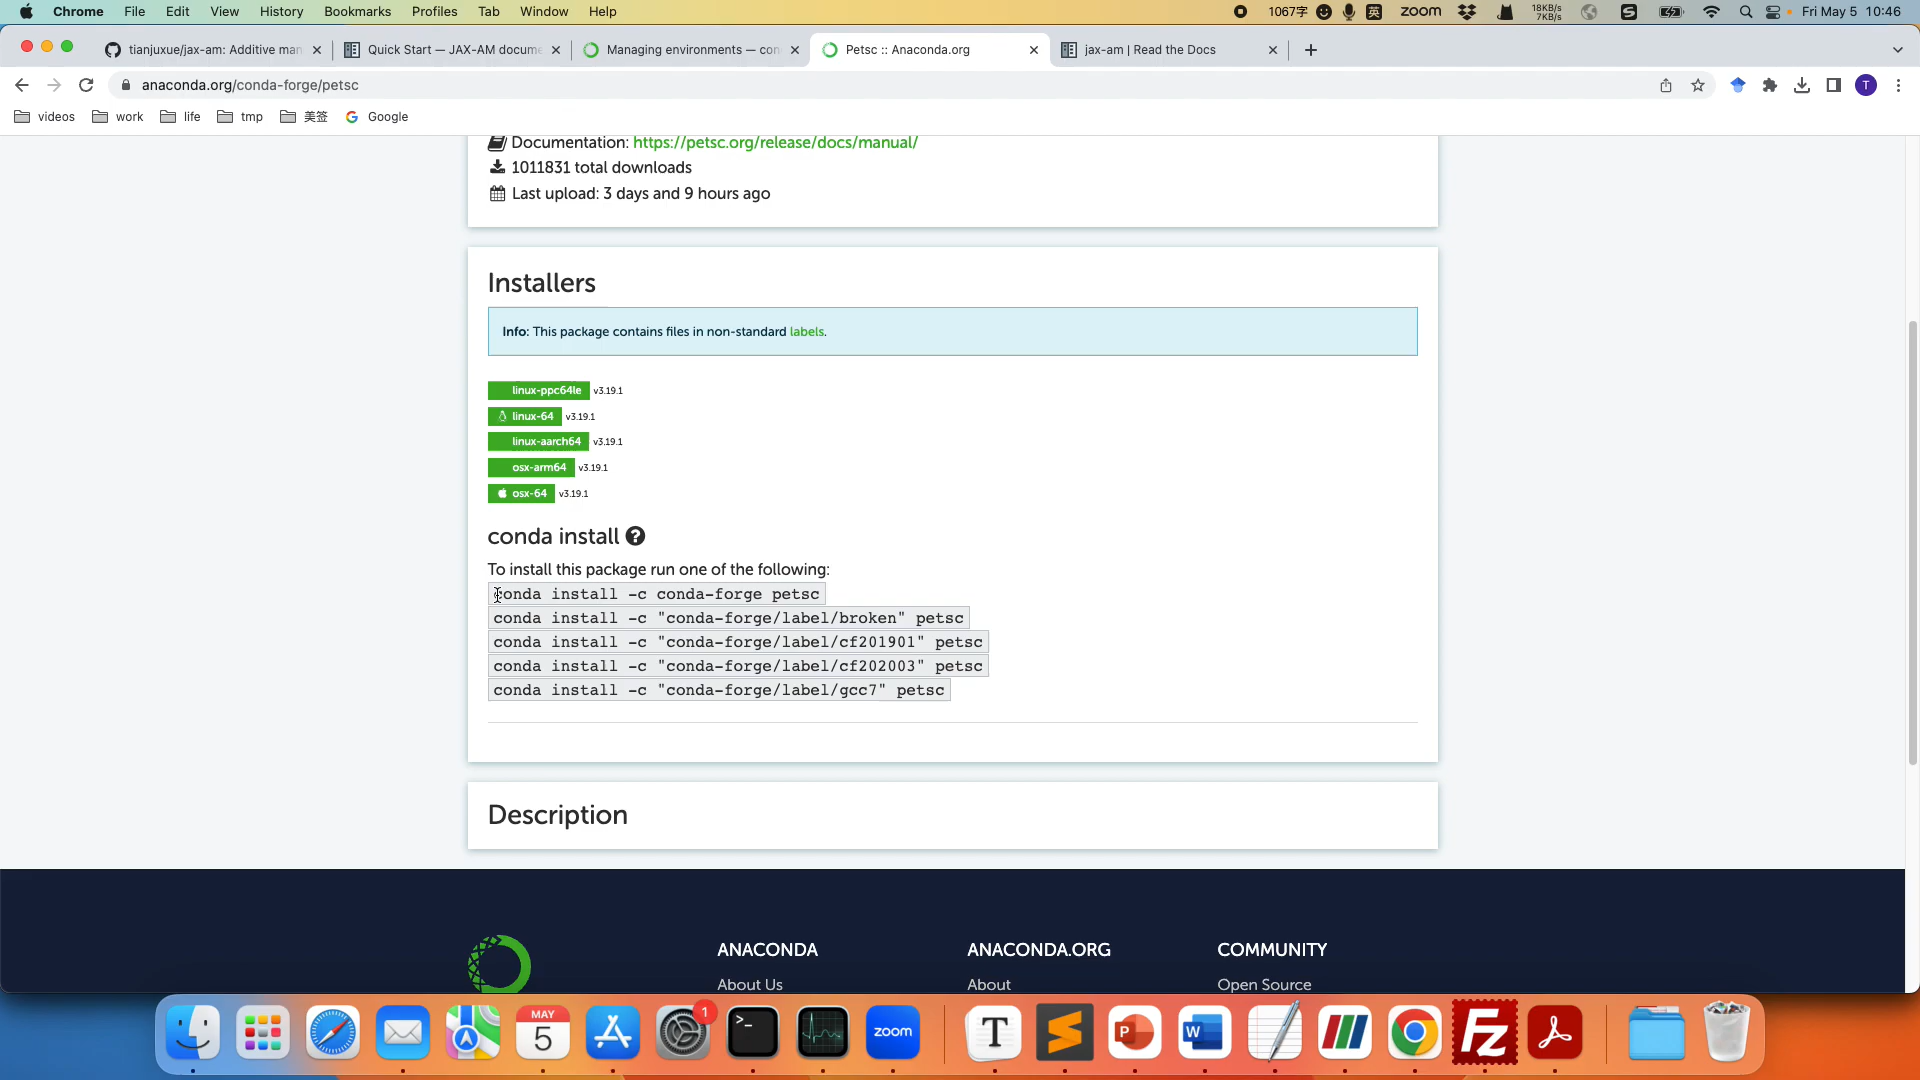 Chrome File Edit View History Bookmarks Profiles Tab Window Help 1067字 英 zoom 18KB/s 7KB/s Fri May 5 10:46
tianjuxue/jax-am: Additive man Quick Start — JAX-AM docume Managing environments — con Petsc :: Anaconda.org jax-am | Read the Docs
anaconda.org/conda-forge/petsc T
videos work life tmp 美签 Google
Documentation: https://petsc.org/release/docs/manual/
1011831 total downloads
Last upload: 3 days and 9 hours ago
Installers
Info: This package contains files in non-standard labels.
linux-ppc64le v3.19.1
linux-64 v3.19.1
linux-aarch64 v3.19.1
osx-arm64 v3.19.1
osx-64 v3.19.1
conda install ?
To install this package run one of the following:
conda install -c conda-forge petsc
conda install -c "conda-forge/label/broken" petsc
conda install -c "conda-forge/label/cf201901" petsc
conda install -c "conda-forge/label/cf202003" petsc
conda install -c "conda-forge/label/gcc7" petsc
Description
ANACONDA ANACONDA.ORG COMMUNITY
About Us About Open Source
MAY 5 1 >_ zoom T P W Fz